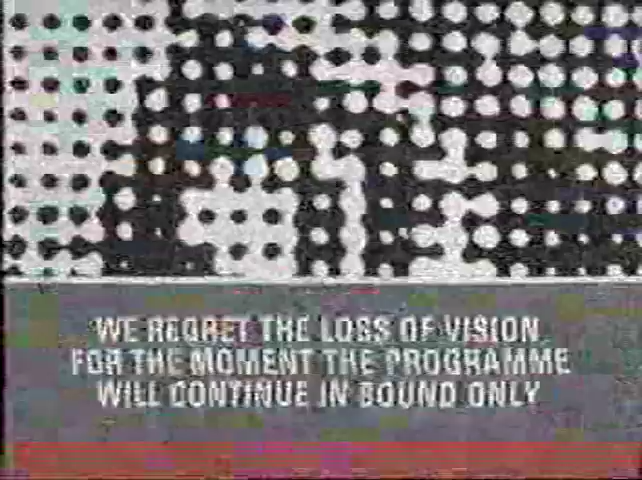 WE REGRET THE LOSS OF VISION
FOR THE MOMENT THE PROGRAMME
WILL CONTINUE IN SOUND ONLY